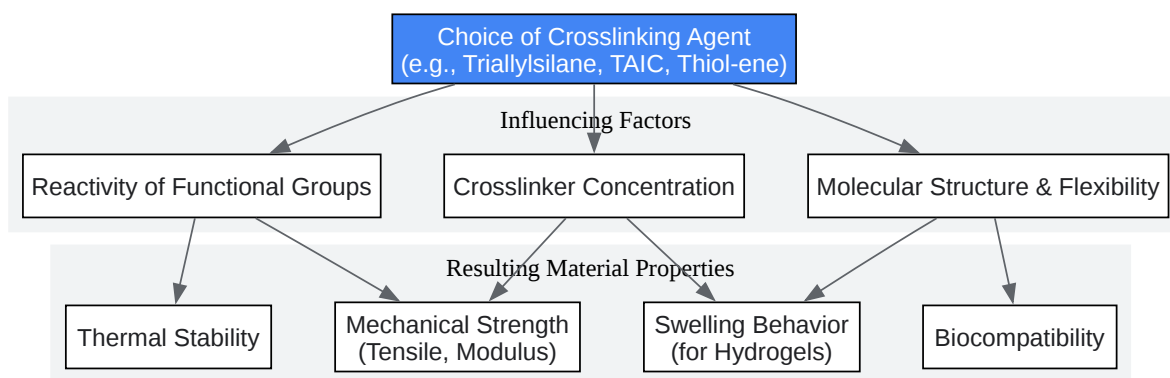 Choice of Crosslinking Agent
(e.g., Triallylsilane, TAIC, Thiol-ene)
Influencing Factors
Reactivity of Functional Groups
Crosslinker Concentration
Molecular Structure & Flexibility
Resulting Material Properties
Thermal Stability
Mechanical Strength
(Tensile, Modulus)
Swelling Behavior
(for Hydrogels)
Biocompatibility